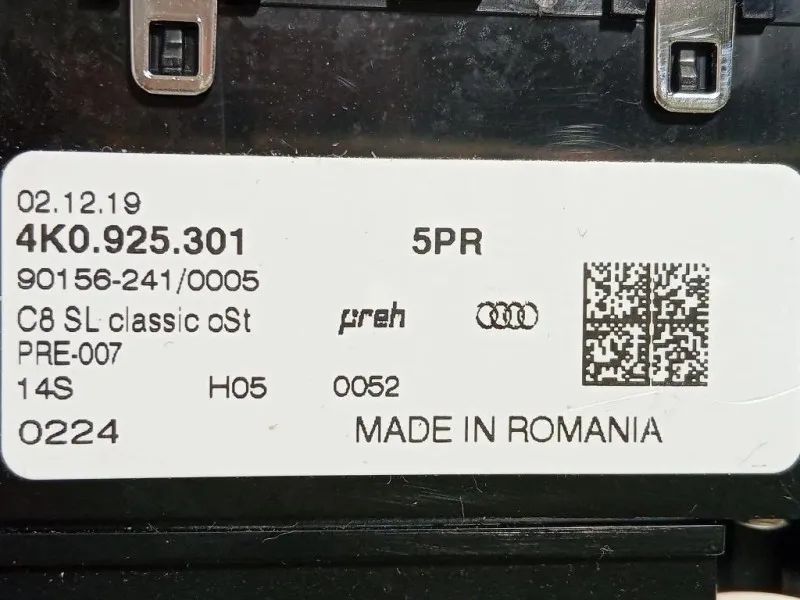 02.12.19
4K0.925.301 5PR
90156-241/0005
C8 SL classic oSt preh
PRE-007
14S H05 0052
0224 MADE IN ROMANIA